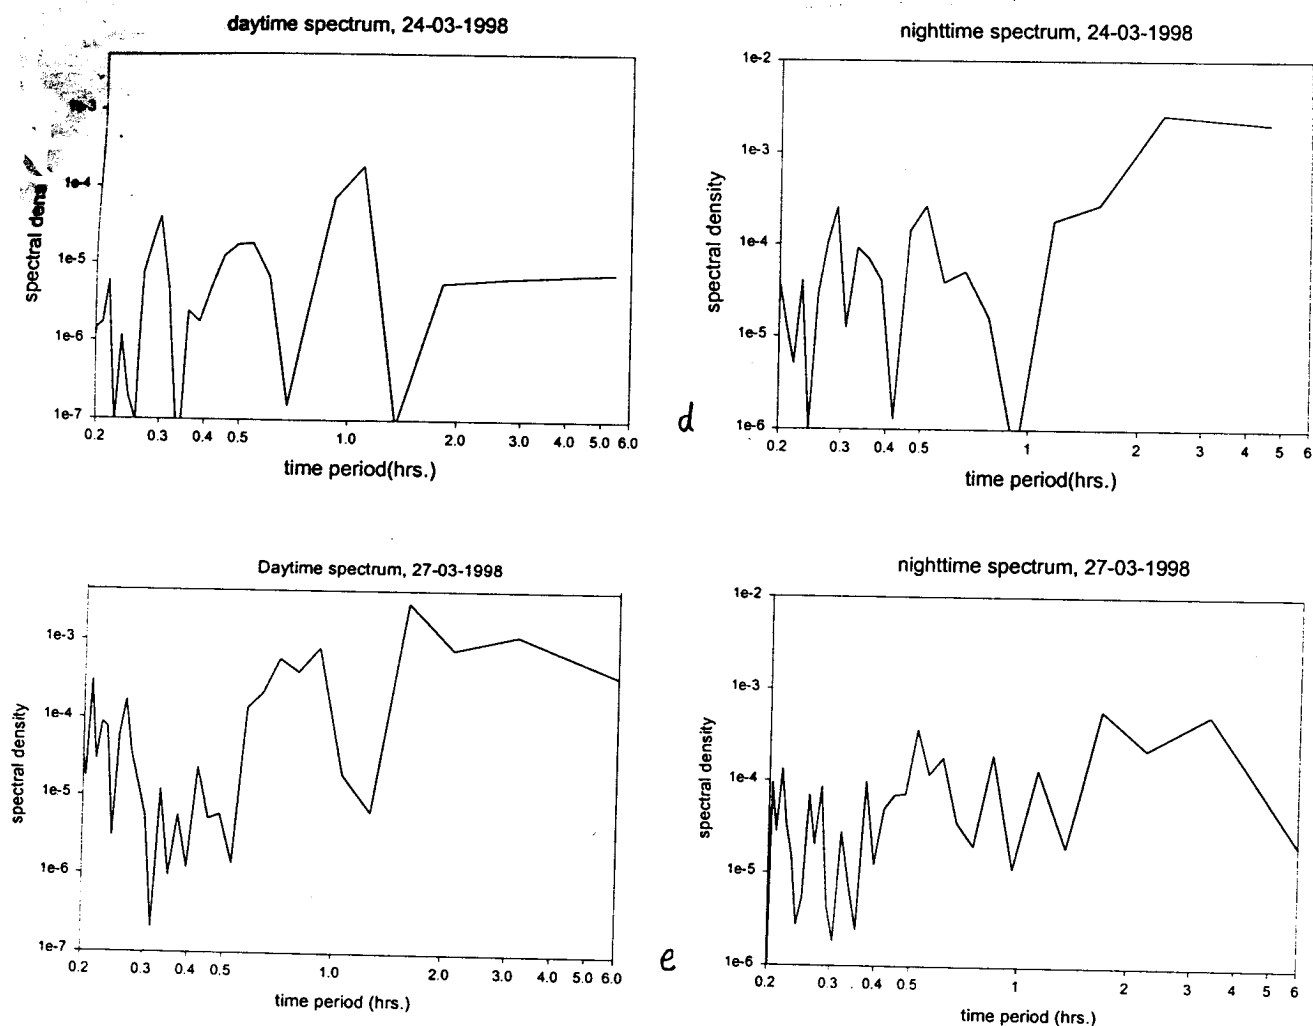 daytime spectrum, 24-03-1998
1e-3
1e-4
1e-5
1e-6
1e-7
spectral dens
0.2 0.3 0.4 0.5 1.0 2.0 3.0 4.0 5.0 6.0
time period(hrs.)
d
nighttime spectrum, 24-03-1998
1e-2
1e-3
1e-4
1e-5
1e-6
spectral density
0.2 0.3 0.4 0.5 1 2 3 4 5 6
time period(hrs.)
Daytime spectrum, 27-03-1998
1e-3
1e-4
1e-5
1e-6
1e-7
spectral density
0.2 0.3 0.4 0.5 1.0 2.0 3.0 4.0 5.0 6.0
time period (hrs.)
e
nighttime spectrum, 27-03-1998
1e-2
1e-3
1e-4
1e-5
1e-6
spectral density
0.2 0.3 0.4 0.5 1 2 3 4 5 6
time period (hrs.)